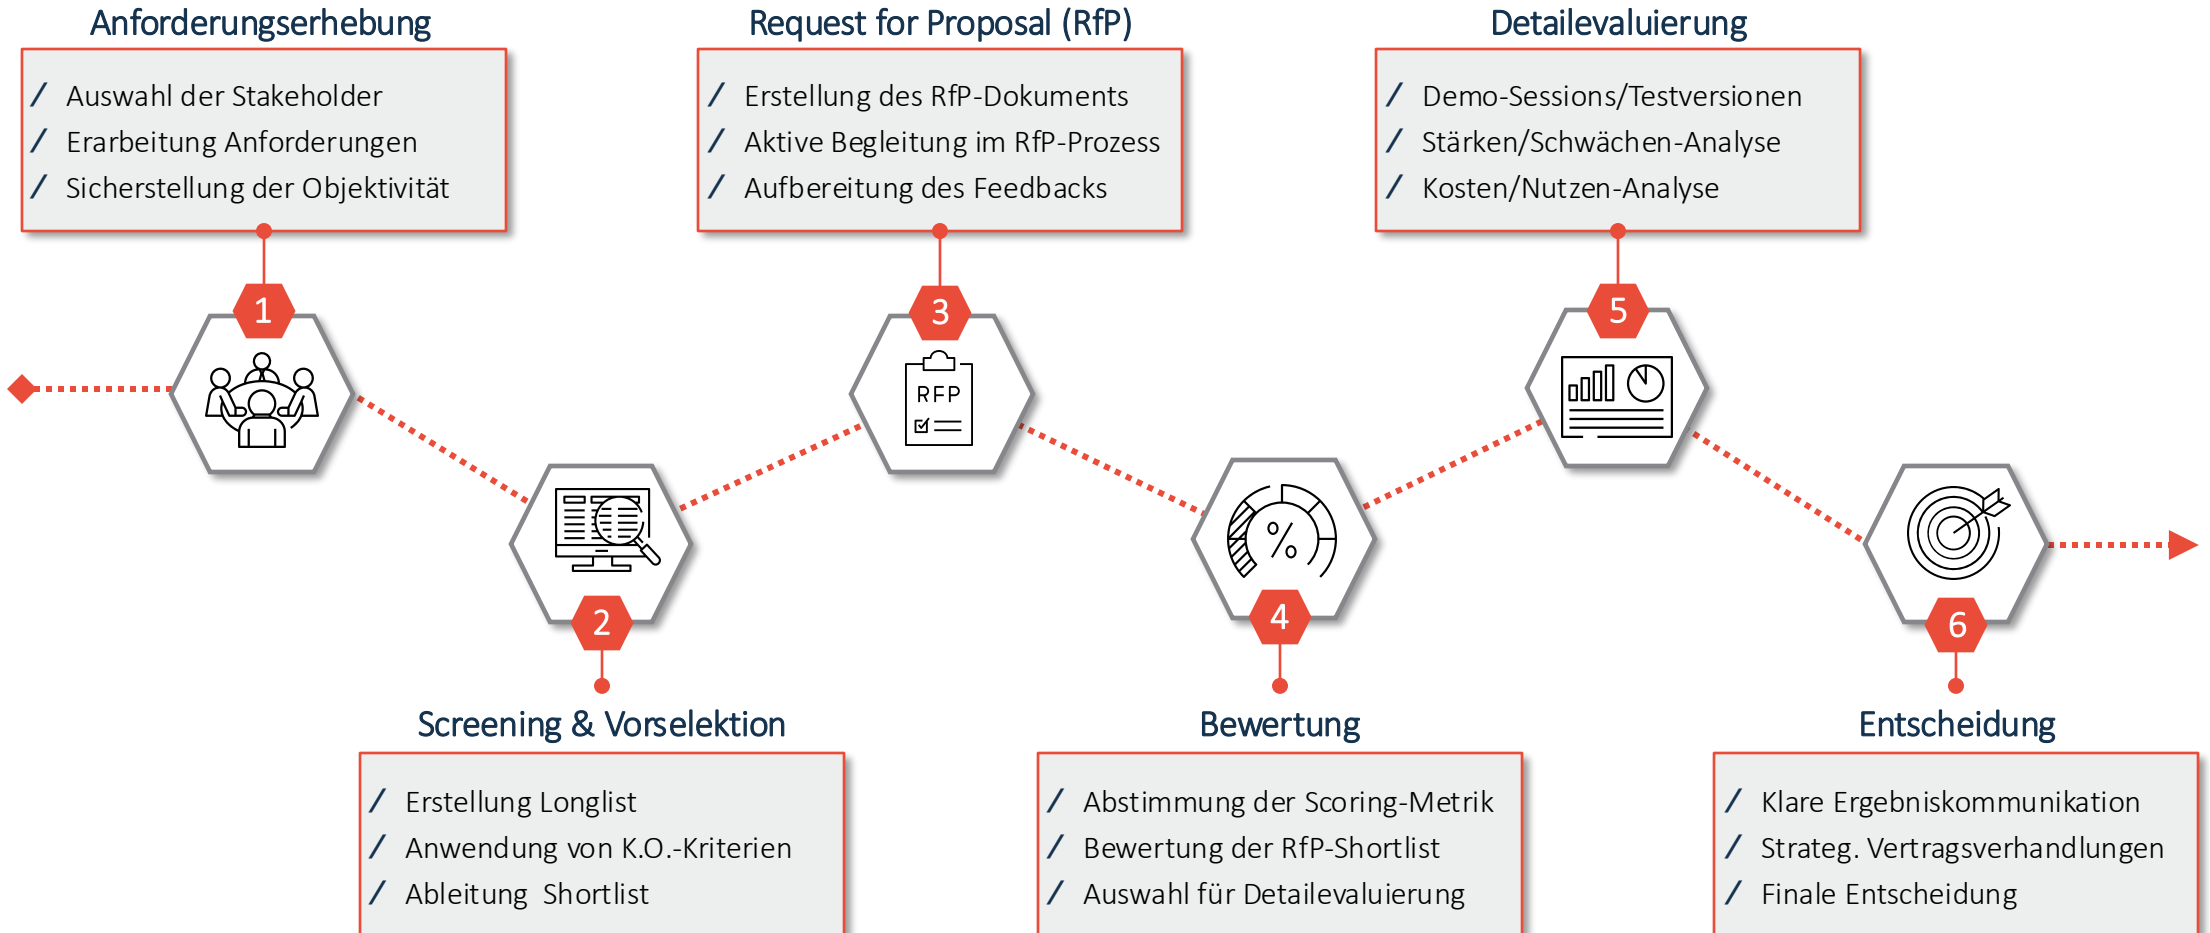 Anforderungserhebung
/ Auswahl der Stakeholder
/ Erarbeitung Anforderungen
/ Sicherstellung der Objektivität
1
2
Screening & Vorselektion
/ Erstellung Longlist
/ Anwendung von K.O.-Kriterien
/ Ableitung Shortlist
Request for Proposal (RfP)
/ Erstellung des RfP-Dokuments
/ Aktive Begleitung im RfP-Prozess
/ Aufbereitung des Feedbacks
3
RFP
%
4
Bewertung
/ Abstimmung der Scoring-Metrik
/ Bewertung der RfP-Shortlist
/ Auswahl für Detailevaluierung
Detailevaluierung
/ Demo-Sessions/Testversionen
/ Stärken/Schwächen-Analyse
/ Kosten/Nutzen-Analyse
5
6
Entscheidung
/ Klare Ergebniskommunikation
/ Strateg. Vertragsverhandlungen
/ Finale Entscheidung